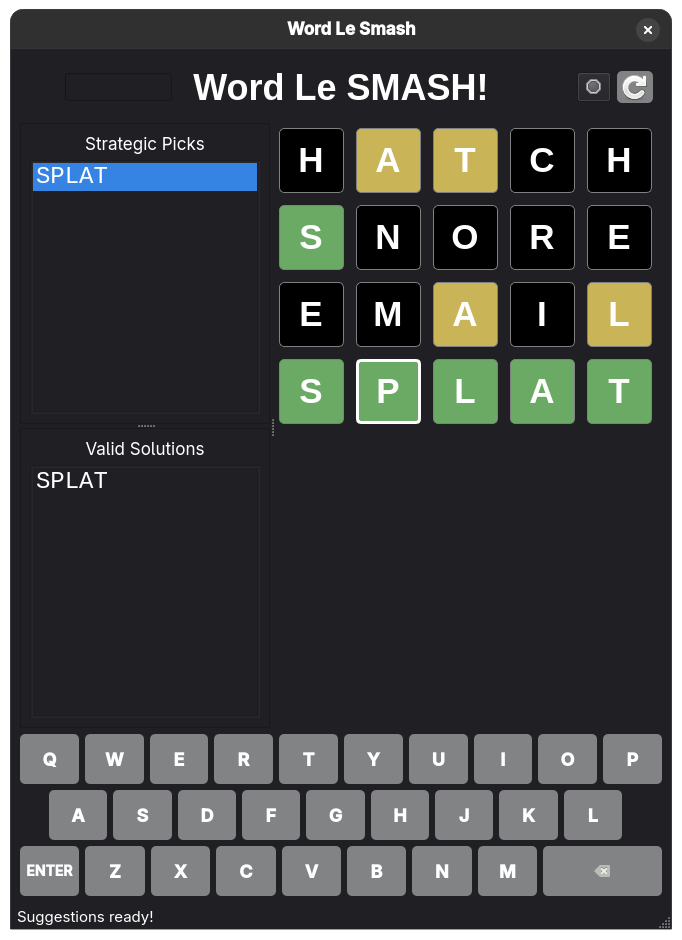 Word Le Smash
Word Le SMASH!
Strategic Picks
SPLAT
H A T C H
S N O R E
E M A I L
S P L A T
Valid Solutions
SPLAT
Q W E R T Y U I O P
A S D F G H J K L
ENTER Z X C V B N M
Suggestions ready!